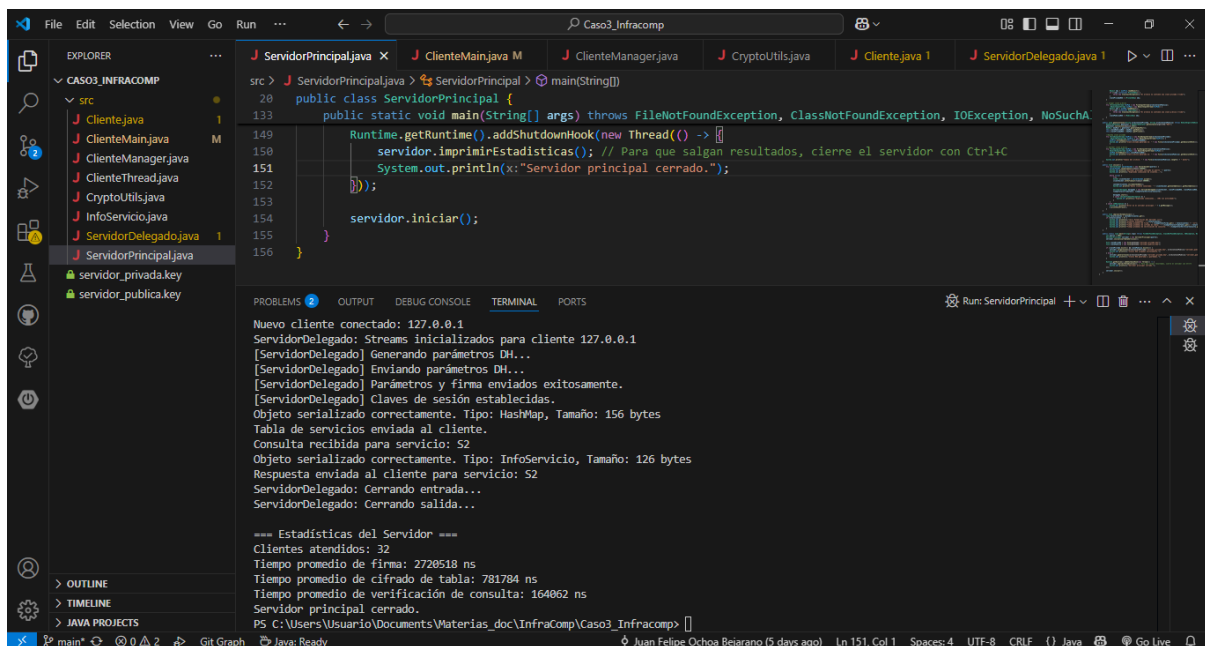 File Edit Selection View Go Run ··· Caso3_Infracomp
EXPLORER
CASO3_INFRACOMP
src
Cliente.java 1
ClienteMain.java M
ClienteManager.java
ClienteThread.java
CryptoUtils.java
InfoServicio.java
ServidorDelegado.java 1
ServidorPrincipal.java
servidor_privada.key
servidor_publica.key
OUTLINE
TIMELINE
JAVA PROJECTS
ServidorPrincipal.java ClienteMain.java M ClienteManager.java CryptoUtils.java Cliente.java 1 ServidorDelegado.java 1
src > J ServidorPrincipal.java > ServidorPrincipal > main(String[])
20 public class ServidorPrincipal {
133 public static void main(String[] args) throws FileNotFoundException, ClassNotFoundException, IOException, NoSuchA
149 Runtime.getRuntime().addShutdownHook(new Thread(() -> {
150 servidor.imprimirEstadisticas(); // Para que salgan resultados, cierre el servidor con Ctrl+C
151 System.out.println(x:"Servidor principal cerrado.");
152 }));
153
154 servidor.iniciar();
155 }
156 }
PROBLEMS 2 OUTPUT DEBUG CONSOLE TERMINAL PORTS Run: ServidorPrincipal
Nuevo cliente conectado: 127.0.0.1
ServidorDelegado: Streams inicializados para cliente 127.0.0.1
[ServidorDelegado] Generando parámetros DH...
[ServidorDelegado] Enviando parámetros DH...
[ServidorDelegado] Parámetros y firma enviados exitosamente.
[ServidorDelegado] Claves de sesión establecidas.
Objeto serializado correctamente. Tipo: HashMap, Tamaño: 156 bytes
Tabla de servicios enviada al cliente.
Consulta recibida para servicio: S2
Objeto serializado correctamente. Tipo: InfoServicio, Tamaño: 126 bytes
Respuesta enviada al cliente para servicio: S2
ServidorDelegado: Cerrando entrada...
ServidorDelegado: Cerrando salida...
=== Estadísticas del Servidor ===
Clientes atendidos: 32
Tiempo promedio de firma: 2720518 ns
Tiempo promedio de cifrado de tabla: 781784 ns
Tiempo promedio de verificación de consulta: 164062 ns
Servidor principal cerrado.
PS C:\Users\Usuario\Documents\Materias_doc\InfraComp\Caso3_Infracomp>
main* 0 2 Git Graph Java: Ready Juan Felipe Ochoa Bejarano (5 days ago) Ln 151, Col 1 Spaces: 4 UTF-8 CRLF {} Java Go Live